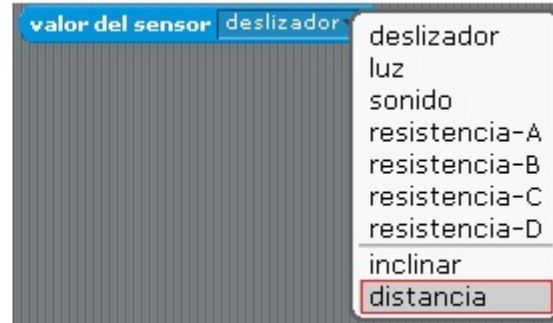 valor del sensor deslizador
deslizador
luz
sonido
resistencia-A
resistencia-B
resistencia-C
resistencia-D
inclinar
distancia